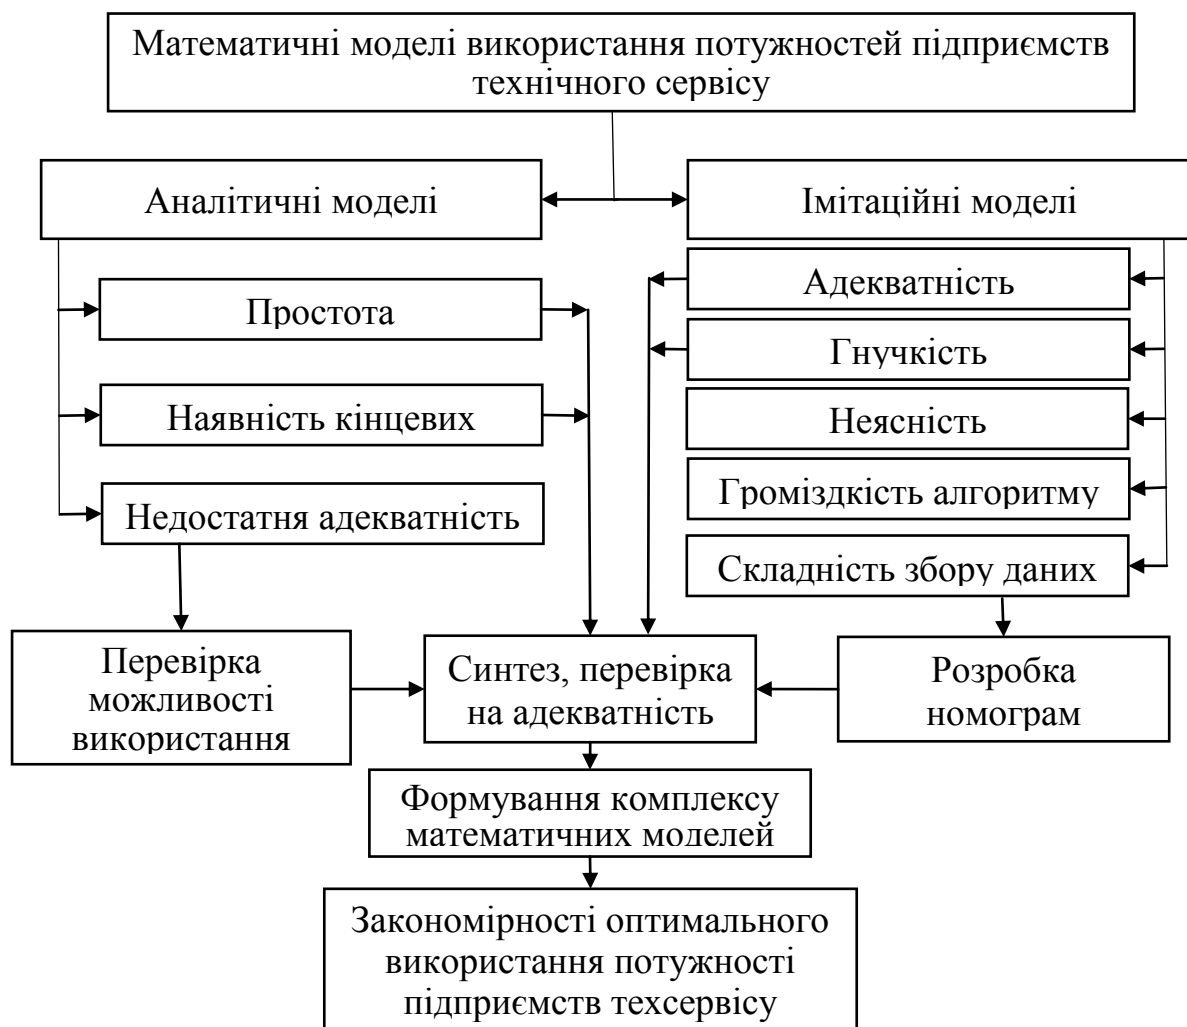 Математичні моделі використання потужностей підприємств
технічного сервісу
Аналітичні моделі
Імітаційні моделі
Простота
Наявність кінцевих
Недостатня адекватність
Адекватність
Гнучкість
Неясність
Громіздкість алгоритму
Складність збору даних
Перевірка
можливості
використання
Синтез, перевірка
на адекватність
Розробка
номограм
Формування комплексу
математичних моделей
Закономірності оптимального
використання потужності
підприємств техсервісу